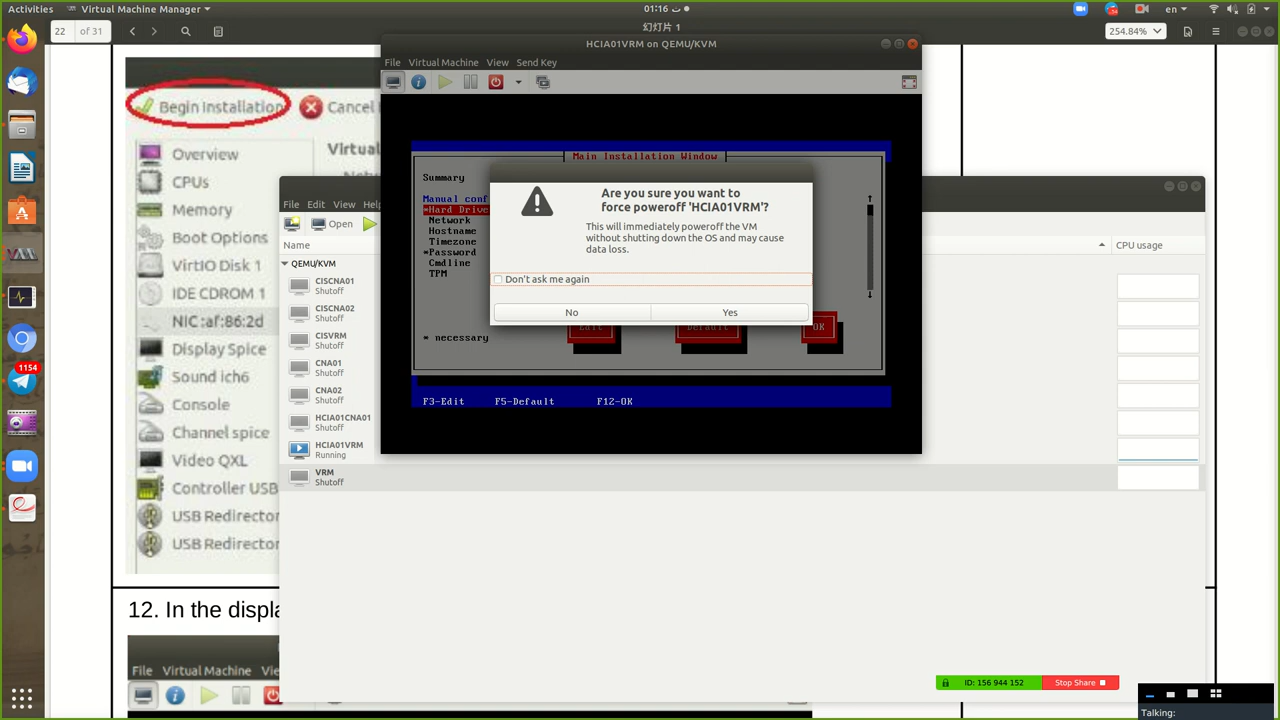 Activities
Virtual Machine Manager
01:16 ت
en
22
of 31
幻灯片 1
254.84%
Begin Installation
Cancel
Overview
CPUs
Memory
Boot Options
VirtIO Disk 1
IDE CDROM 1
NIC :af:86:2d
Display Spice
Sound ich6
Console
Channel spice
Video QXL
Controller USB
USB Redirector
USB Redirector
Virtual
12. In the displa
File Virtual Machine
1154
HCIA01VRM on QEMU/KVM
File Virtual Machine View Send Key
Main Installation Window
Summary
Manual conf
*Hard Drive
Network
Hostname
Timezone
*Password
Cmdline
TPM
* necessary
Edit
Default
OK
F3-Edit F5-Default F12-OK
Are you sure you want to
force poweroff 'HCIA01VRM'?
This will immediately poweroff the VM
without shutting down the OS and may cause
data loss.
Don't ask me again
No
Yes
File Edit View Help
Open
Name
CPU usage
QEMU/KVM
CISCNA01
Shutoff
CISCNA02
Shutoff
CISVRM
Shutoff
CNA01
Shutoff
CNA02
Shutoff
HCIA01CNA01
Shutoff
HCIA01VRM
Running
VRM
Shutoff
ID: 156 944 152
Stop Share
Talking: